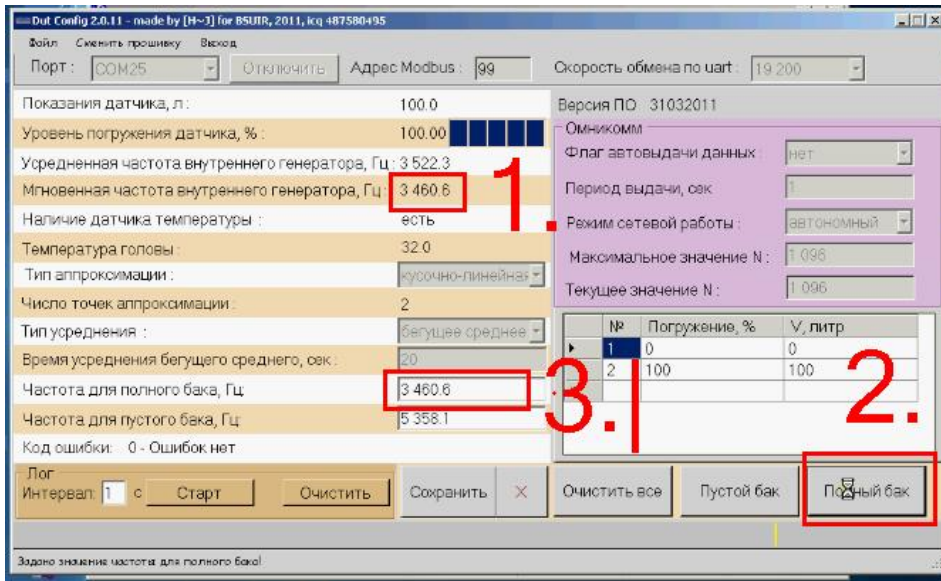 Dut Config 2.0.11 - made by [H~J] for BSUIR, 2011, icq 487580495
Файл Сменить прошивку Выход
Порт : COM25 Отключить Адрес Modbus : 99 Скорость обмена по uart : 19 200
Показания датчика, л : 100.0
Уровень погружения датчика, % : 100.00
Усредненная частота внутреннего генератора, Гц : 3 522.3
Мгновенная частота внутреннего генератора, Гц : 3 460.6
1.
Наличие датчика температуры : есть
Температура головы : 32.0
Тип аппроксимации : кусочно-линейная
Число точек аппроксимации : 2
Тип усреднения : бегущее среднее
Время усреднения бегущего среднего, сек : 20
Частота для полного бака, Гц: 3 460.6
3.
Частота для пустого бака, Гц: 5 358.1
Код ошибки: 0 - Ошибок нет
Версия ПО 31032011
Омникомм
Флаг автовыдачи данных : нет
Период выдачи, сек 1
Режим сетевой работы : автономный
Максимальное значение N : 1 096
Текущее значение N : 1 096
№ Погружение, % V, литр
1 0 0
2 100 100
2.
Лог
Интервал: 1 с Старт Очистить
Сохранить X Очистить все Пустой бак Полный бак
Задано значение частоты для полного бака!